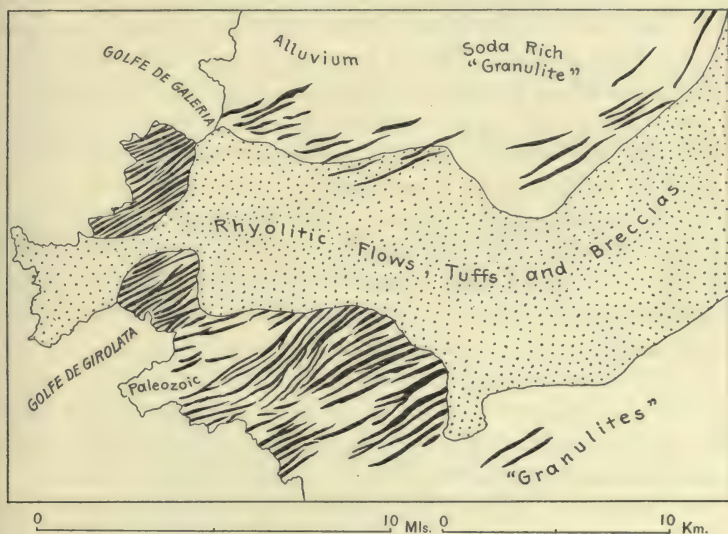 GOLFE DE GALERIA
Alluvium
Soda Rich
"Granulite"
Rhyolitic Flows, Tuffs and Breccias
GOLFE DE GIROLATA
Paleozoic
"Granulites"
0 10 Mls. 0 10 Km.